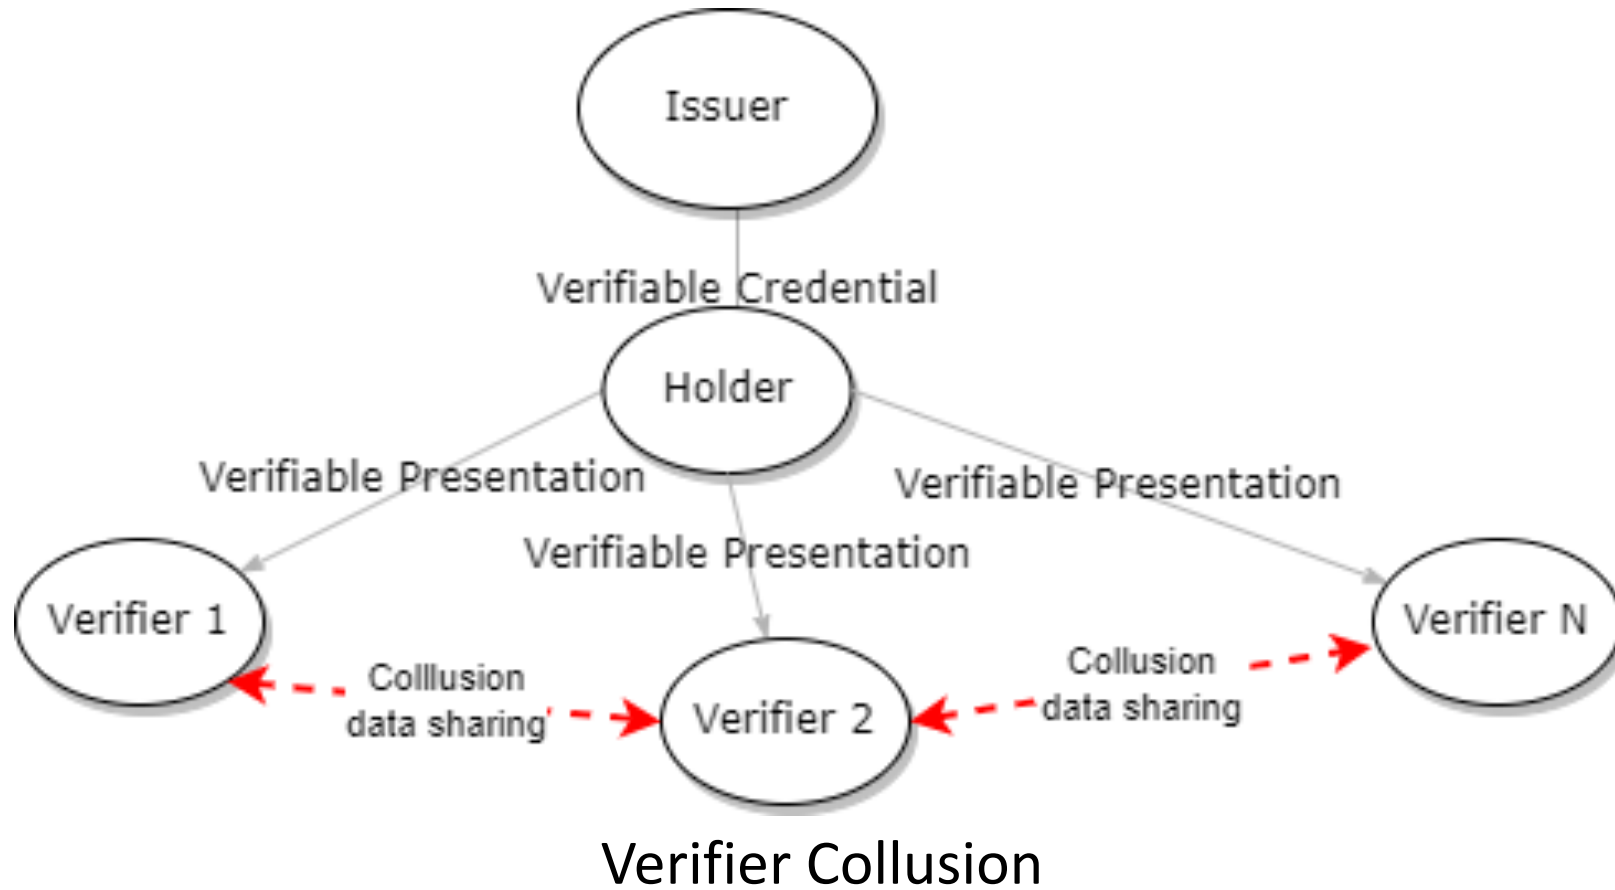 Issuer
Verifiable Credential
Holder
Verifiable Presentation
Verifiable Presentation
Verifiable Presentation
Verifier 1
Verifier N
Colllusion
data sharing
Collusion
data sharing
Verifier 2
Verifier Collusion